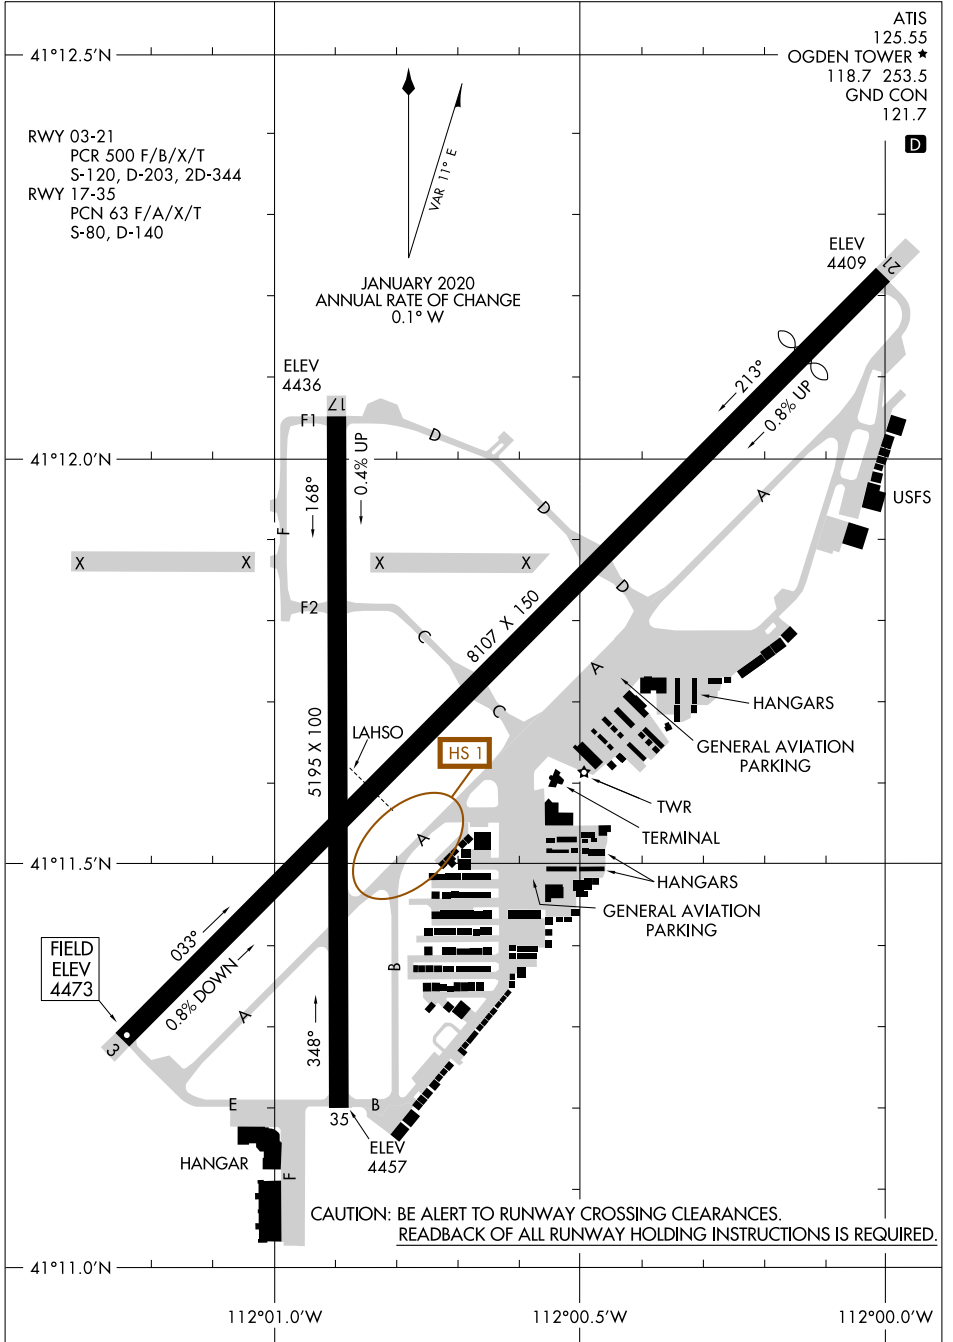 ATIS
125.55
OGDEN TOWER ★
118.7 253.5
GND CON
121.7
D
41°12.5'N
VAR 11° E
RWY 03-21
PCR 500 F/B/X/T
S-120, D-203, 2D-344
RWY 17-35
PCN 63 F/A/X/T
S-80, D-140
JANUARY 2020
ANNUAL RATE OF CHANGE
0.1° W
ELEV
4409
21
213°
0.8% UP
ELEV
4436
17
F1
D
0.4% UP
41°12.0'N
168°
A
USFS
F
D
X
X
X
X
D
F2
C
8107 X 150
A
HANGARS
C
5195 X 100
LAHSO
HS 1
GENERAL AVIATION
PARKING
TWR
TERMINAL
A
41°11.5'N
HANGARS
GENERAL AVIATION
PARKING
033°
FIELD
ELEV
4473
0.8% DOWN
B
A
348°
3
E
B
35
ELEV
4457
HANGAR
F
CAUTION: BE ALERT TO RUNWAY CROSSING CLEARANCES.
READBACK OF ALL RUNWAY HOLDING INSTRUCTIONS IS REQUIRED.
41°11.0'N
112°01.0'W
112°00.5'W
112°00.0'W